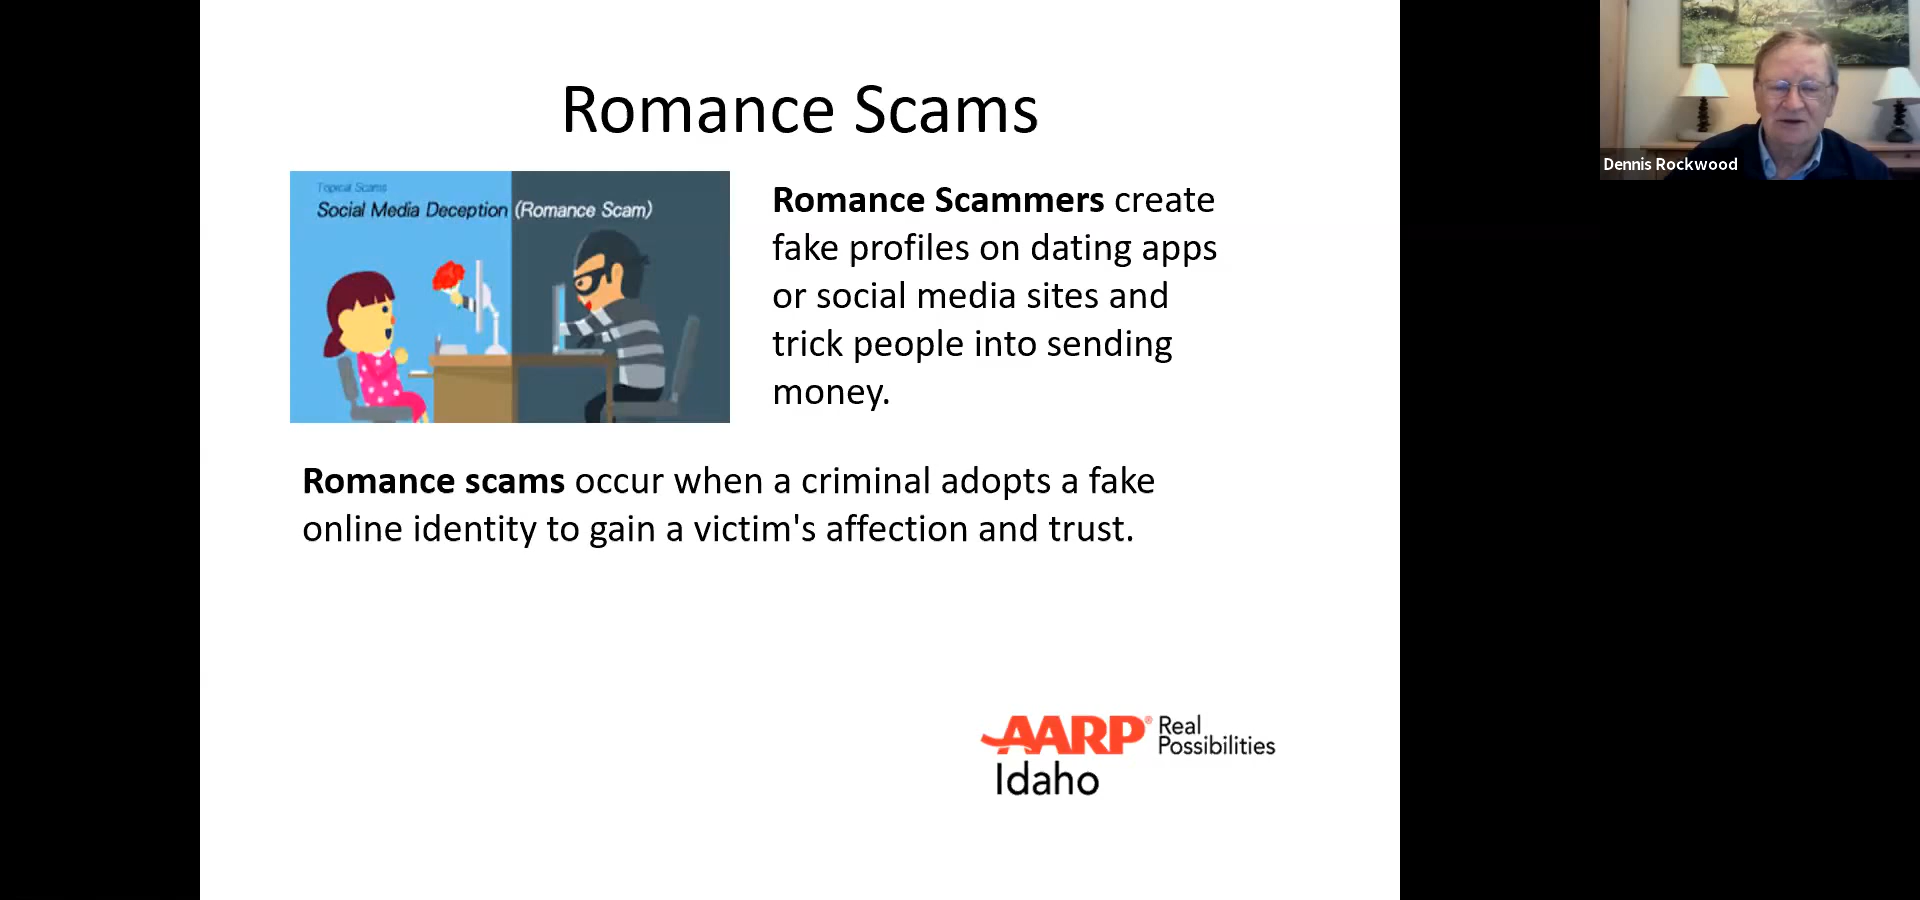 Romance Scams
Topical Scams
Social Media Deception (Romance Scam)
Romance Scammers create
fake profiles on dating apps
or social media sites and
trick people into sending
money.
Romance scams occur when a criminal adopts a fake
online identity to gain a victim's affection and trust.
AARP® Real
Possibilities
Idaho
Dennis Rockwood